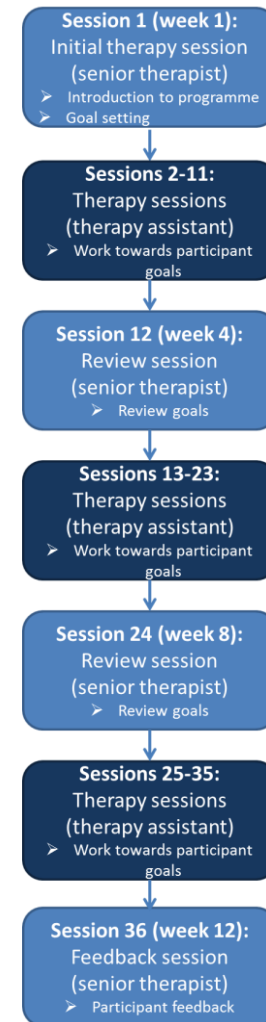 Session 1 (week 1):
Initial therapy session
(senior therapist)
➢ Introduction to programme
➢ Goal setting
Sessions 2-11:
Therapy sessions
(therapy assistant)
➢ Work towards participant
goals
Session 12 (week 4):
Review session
(senior therapist)
➢ Review goals
Sessions 13-23:
Therapy sessions
(therapy assistant)
➢ Work towards participant
goals
Session 24 (week 8):
Review session
(senior therapist)
➢ Review goals
Sessions 25-35:
Therapy sessions
(therapy assistant)
➢ Work towards participant
goals
Session 36 (week 12):
Feedback session
(senior therapist)
➢ Participant feedback